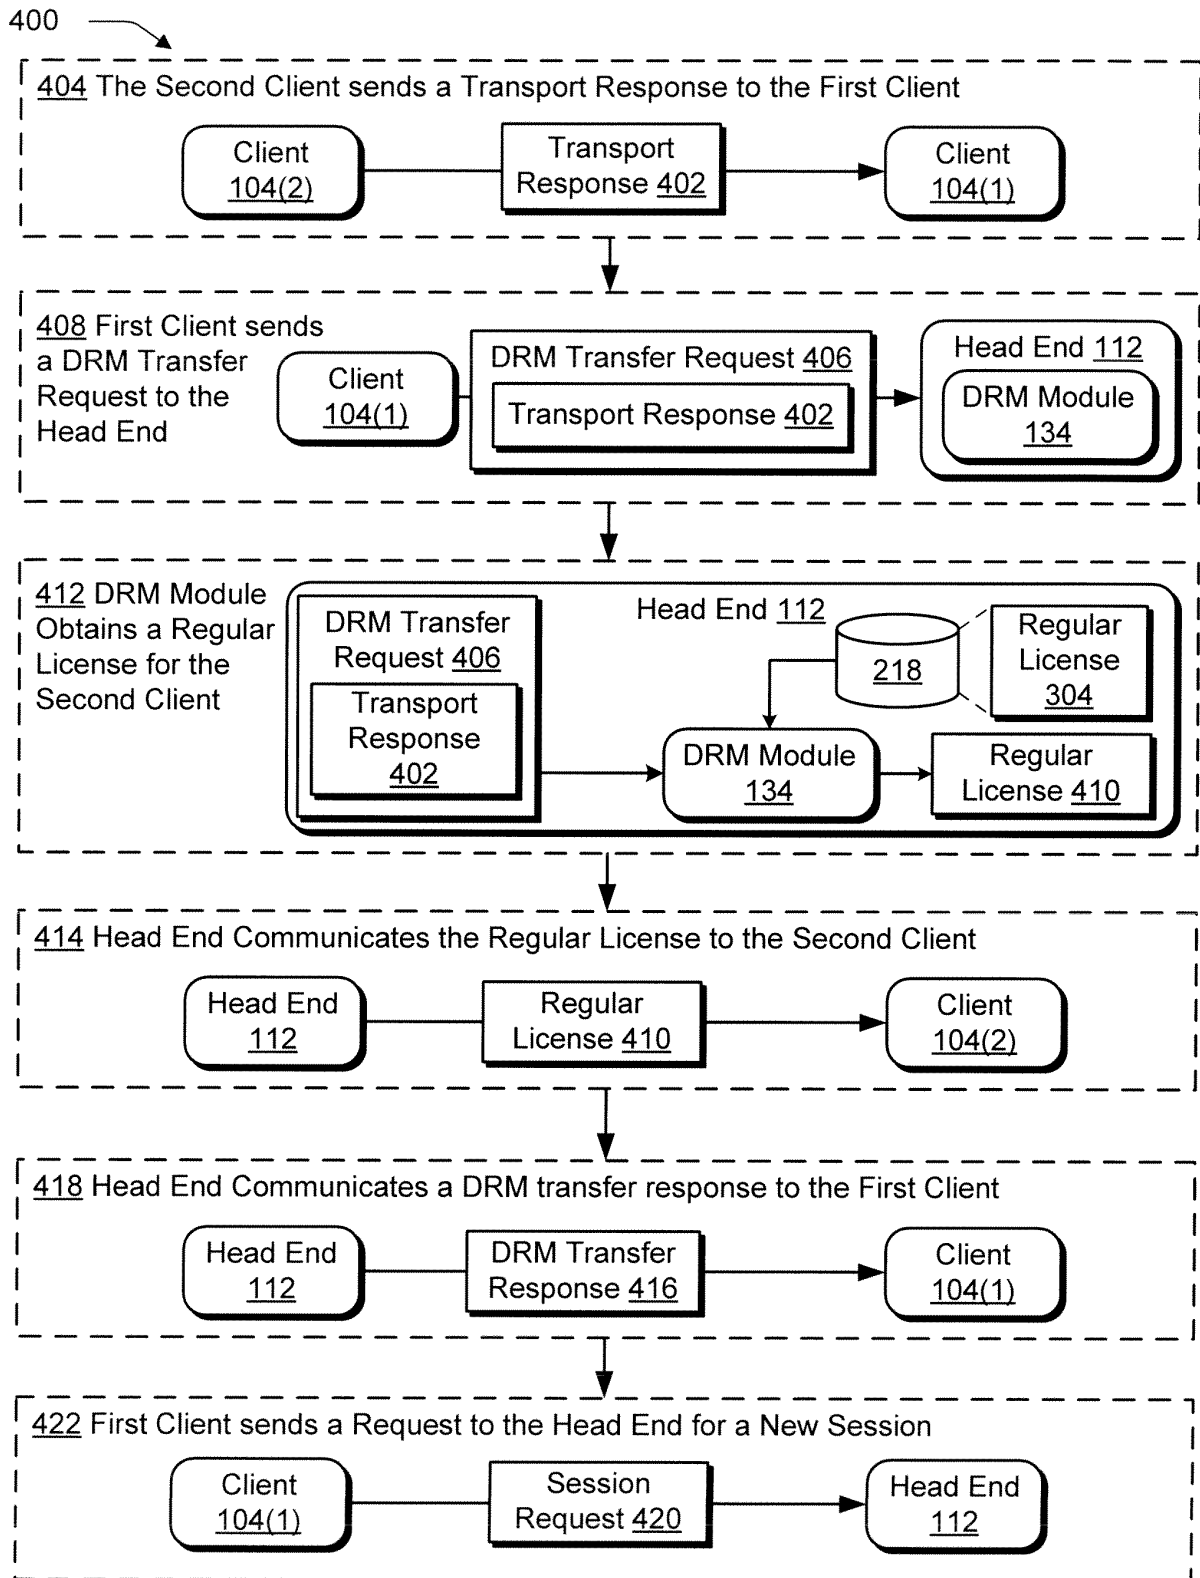 400
404 The Second Client sends a Transport Response to the First Client
Client
104(2)
Transport
Response 402
Client
104(1)
408 First Client sends
a DRM Transfer
Request to the
Head End
Client
104(1)
DRM Transfer Request 406
Transport Response 402
Head End 112
DRM Module
134
412 DRM Module
Obtains a Regular
License for the
Second Client
DRM Transfer
Request 406
Transport
Response
402
Head End 112
218
Regular
License
304
DRM Module
134
Regular
License 410
414 Head End Communicates the Regular License to the Second Client
Head End
112
Regular
License 410
Client
104(2)
418 Head End Communicates a DRM transfer response to the First Client
Head End
112
DRM Transfer
Response 416
Client
104(1)
422 First Client sends a Request to the Head End for a New Session
Client
104(1)
Session
Request 420
Head End
112